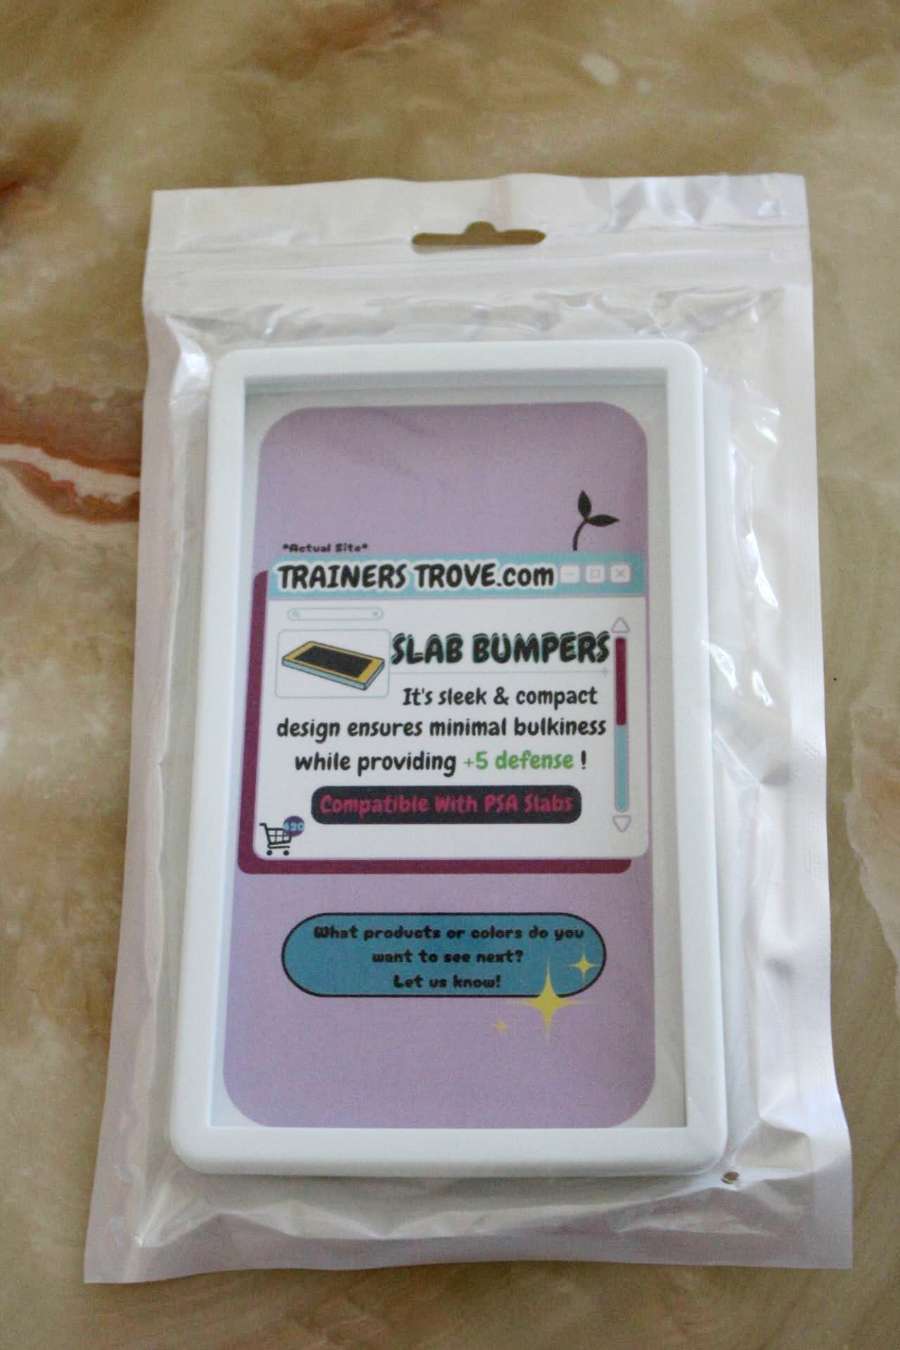 *Actual Site*
TRAINERS TROVE.com
SLAB BUMPERS
It's sleek & compact
design ensures minimal bulkiness
while providing +5 defense !
Compatible With PSA Slabs
420
What products or colors do you
want to see next?
Let us know!